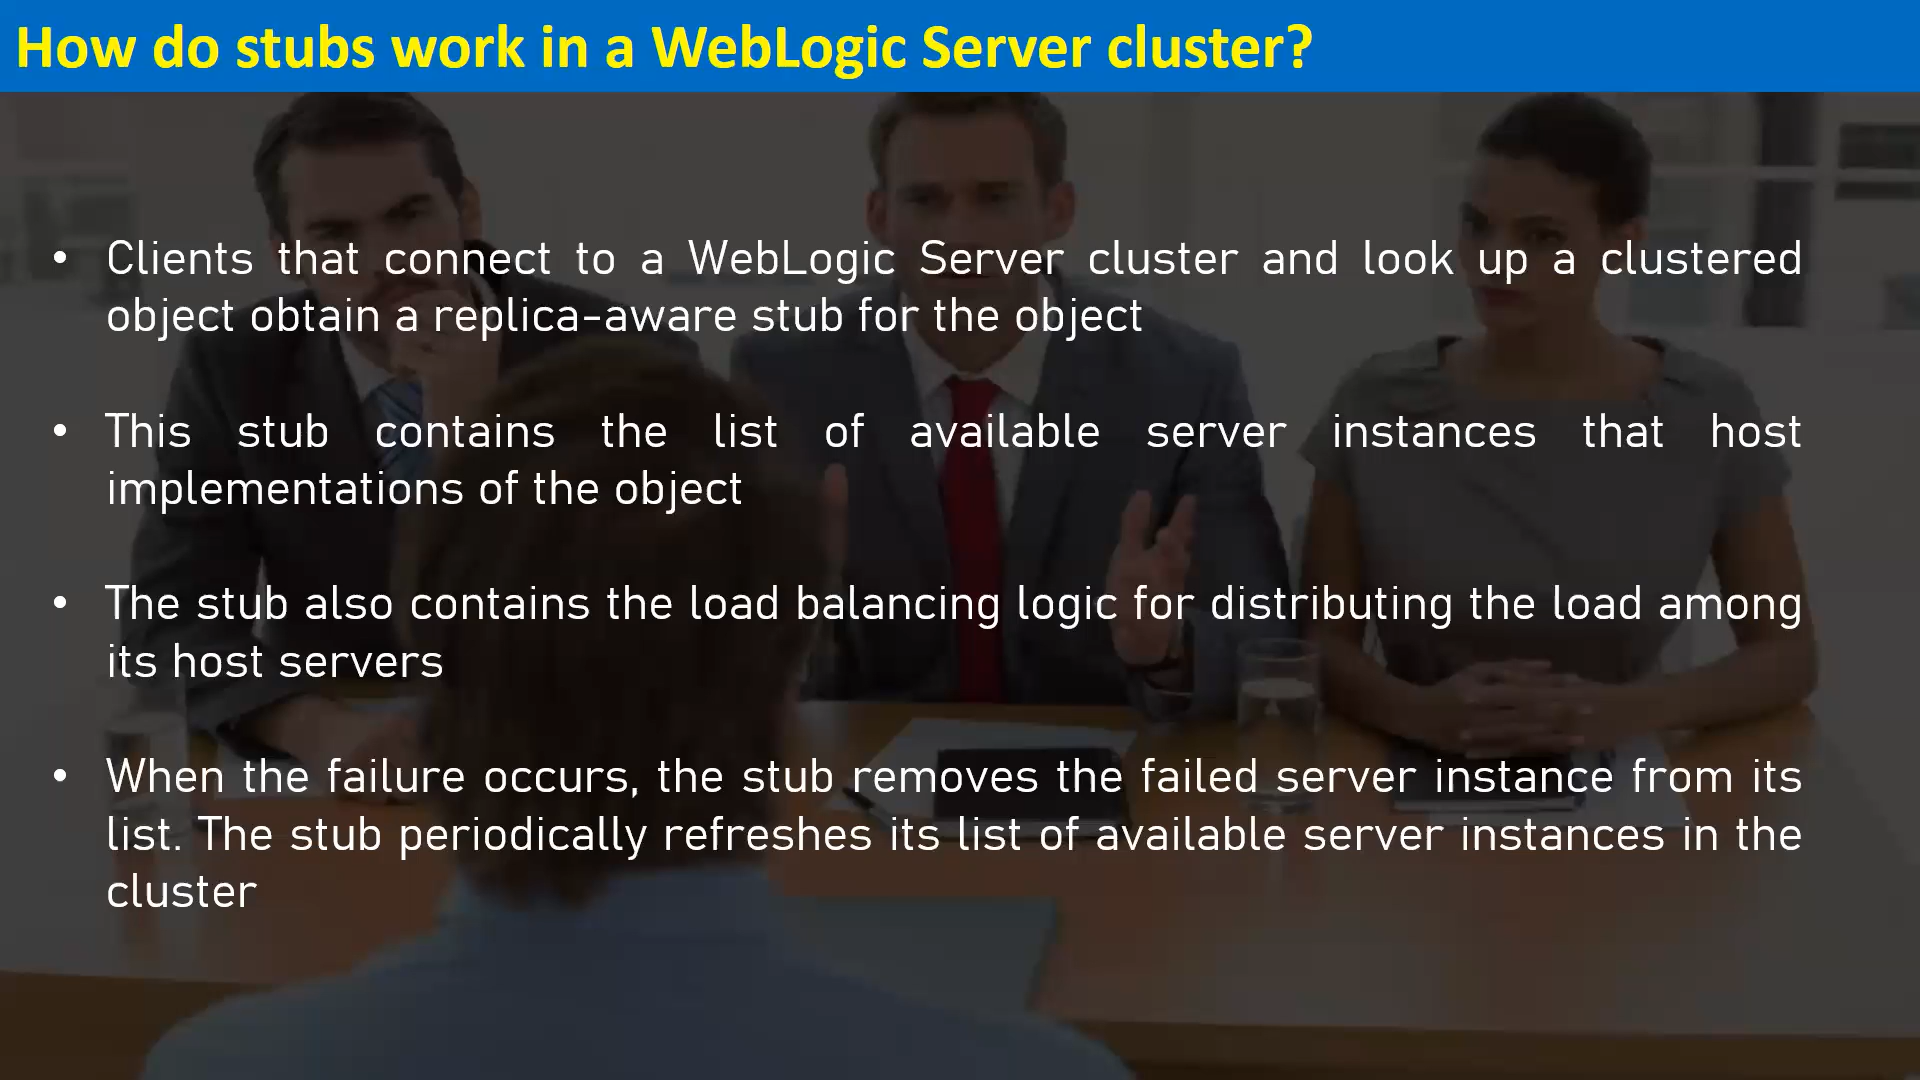 How do stubs work in a WebLogic Server cluster?
• Clients that connect to a WebLogic Server cluster and look up a clustered
object obtain a replica-aware stub for the object
• This stub contains the list of available server instances that host
implementations of the object
• The stub also contains the load balancing logic for distributing the load among
its host servers
• When the failure occurs, the stub removes the failed server instance from its
list. The stub periodically refreshes its list of available server instances in the
cluster